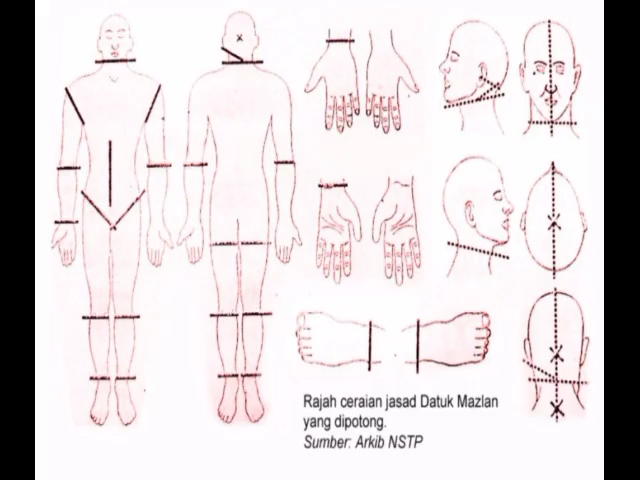 Rajah ceraian jasad Datuk Mazlan
yang dipotong.
Sumber: Arkib NSTP